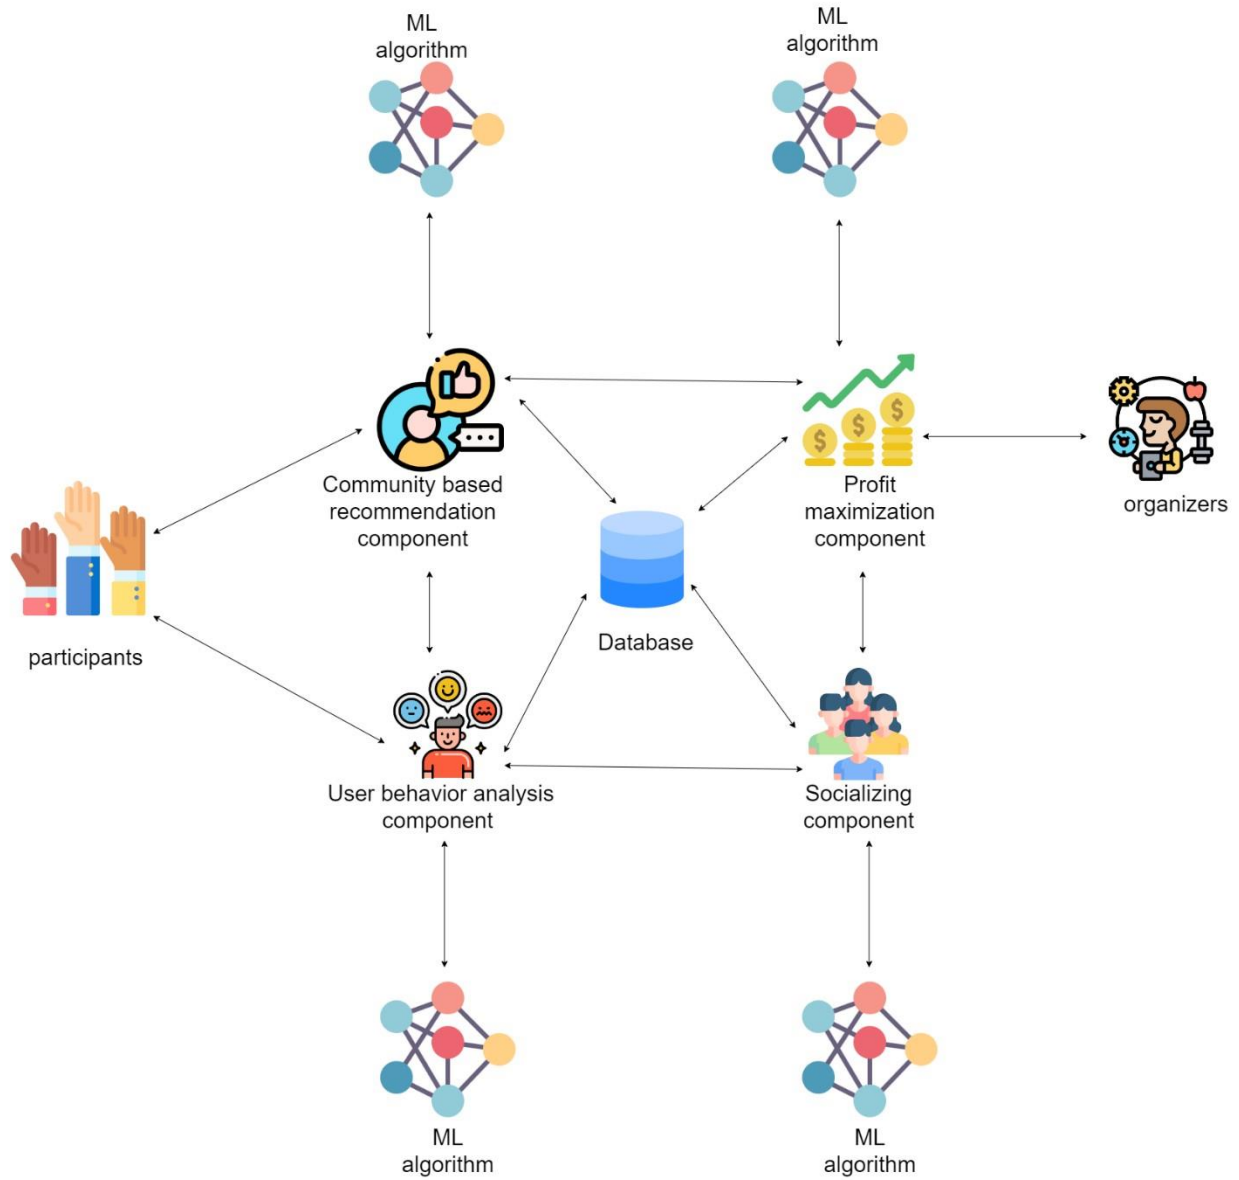 ML
algorithm
ML
algorithm
Community based
recommendation
component
Profit
maximization
component
organizers
participants
Database
User behavior analysis
component
Socializing
component
ML
algorithm
ML
algorithm